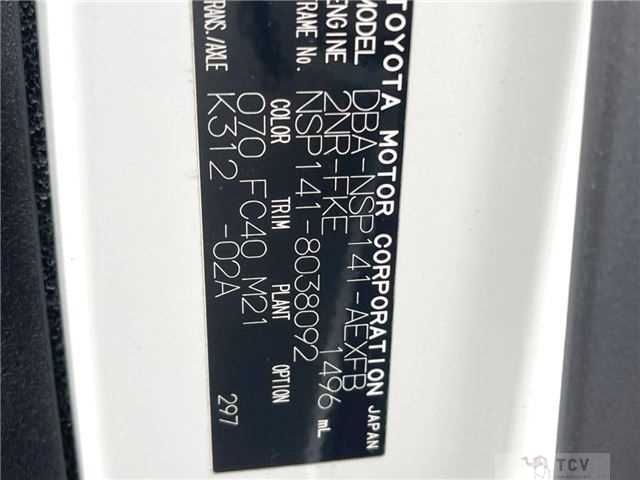 TOYOTA MOTOR CORPORATION JAPAN
MODEL DBA-NSP141-AEXFB
ENGINE 2NR-FKE 1496 mL
FRAME No. NSP141-8038092
COLOR TRIM PLANT OPTION
070 FC40 M21
TRANS./AXLE K312 -02A
297
TCV